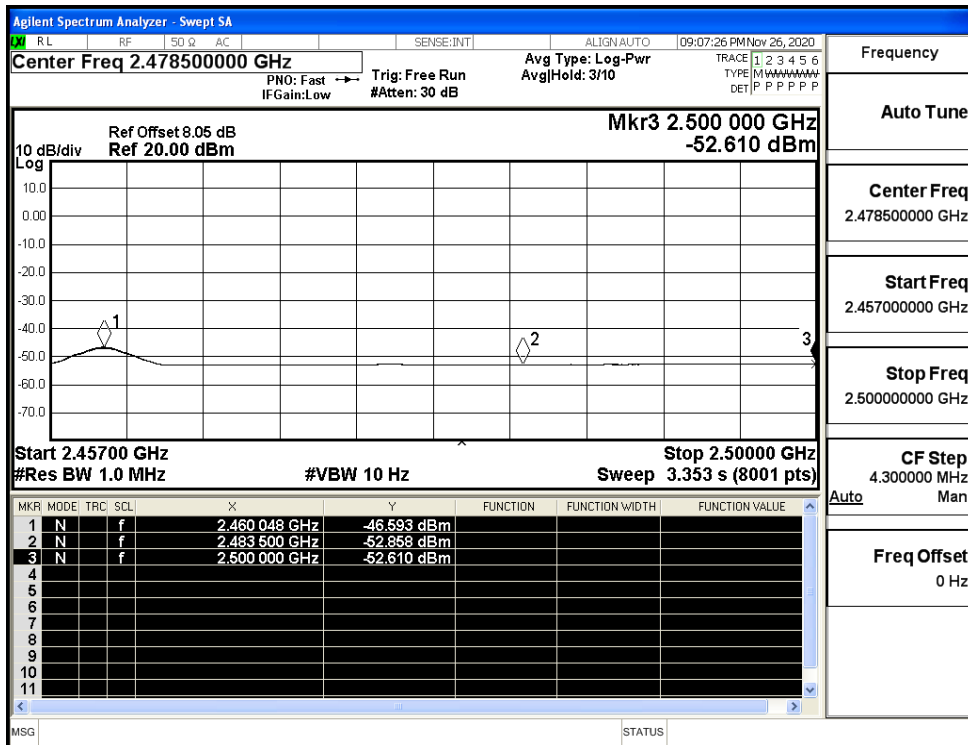 Agilent Spectrum Analyzer - Swept SA
LXI RL RF 50 Ω AC SENSE:INT ALIGN AUTO 09:07:26 PM Nov 26, 2020
Center Freq 2.478500000 GHz
PNO: Fast
IFGain:Low
Trig: Free Run
#Atten: 30 dB
Avg Type: Log-Pwr
Avg|Hold: 3/10
TRACE 1 2 3 4 5 6
TYPE M WWWWW
DET P P P P P P
Ref Offset 8.05 dB
10 dB/div Ref 20.00 dBm
Log
Mkr3 2.500 000 GHz
-52.610 dBm
10.0
0.00
-10.0
-20.0
-30.0
-40.0
-50.0
-60.0
-70.0
1
2
3
Start 2.45700 GHz Stop 2.50000 GHz
#Res BW 1.0 MHz #VBW 10 Hz Sweep 3.353 s (8001 pts)
MKR MODE TRC SCL X Y FUNCTION FUNCTION WIDTH FUNCTION VALUE
1 N f 2.460 048 GHz -46.593 dBm
2 N f 2.483 500 GHz -52.858 dBm
3 N f 2.500 000 GHz -52.610 dBm
4
5
6
7
8
9
10
11
MSG STATUS
Frequency
Auto Tune
Center Freq
2.478500000 GHz
Start Freq
2.457000000 GHz
Stop Freq
2.500000000 GHz
CF Step
4.300000 MHz
Auto Man
Freq Offset
0 Hz